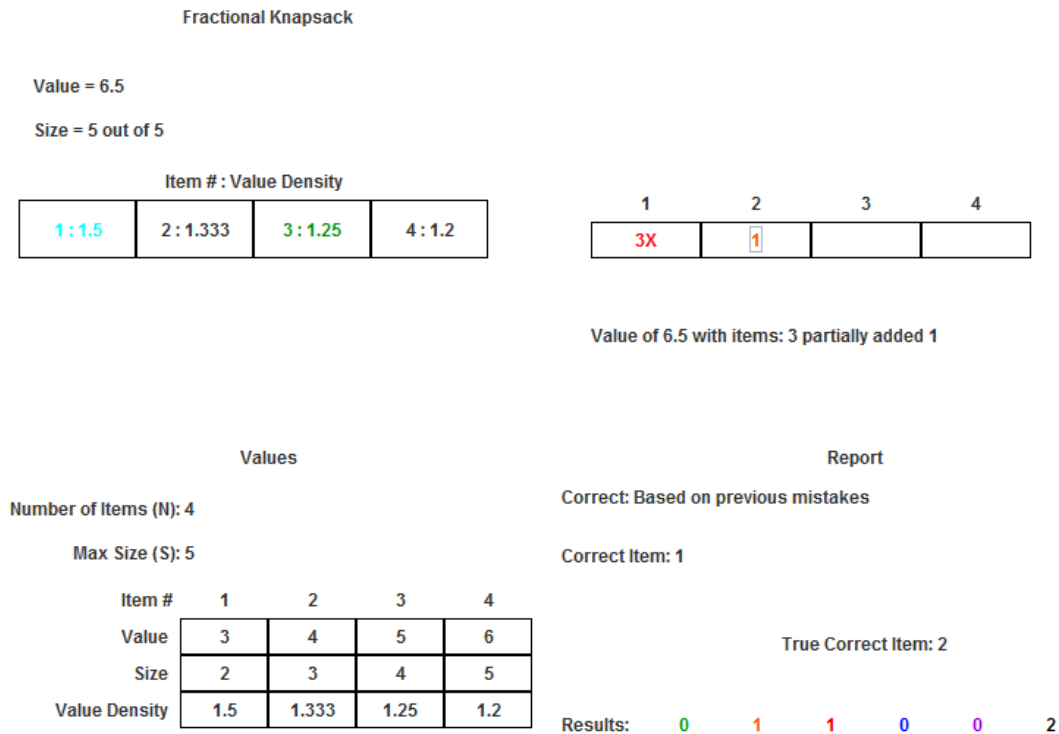 Fractional Knapsack
Value = 6.5
Size = 5 out of 5
Item # : Value Density
1 : 1.5 2 : 1.333 3 : 1.25 4 : 1.2
1 2 3 4
3X 1
Value of 6.5 with items: 3 partially added 1
Values
Number of Items (N): 4
Max Size (S): 5
Item # 1 2 3 4
Value 3 4 5 6
Size 2 3 4 5
Value Density 1.5 1.333 1.25 1.2
Report
Correct: Based on previous mistakes
Correct Item: 1
True Correct Item: 2
Results: 0 1 1 0 0 2